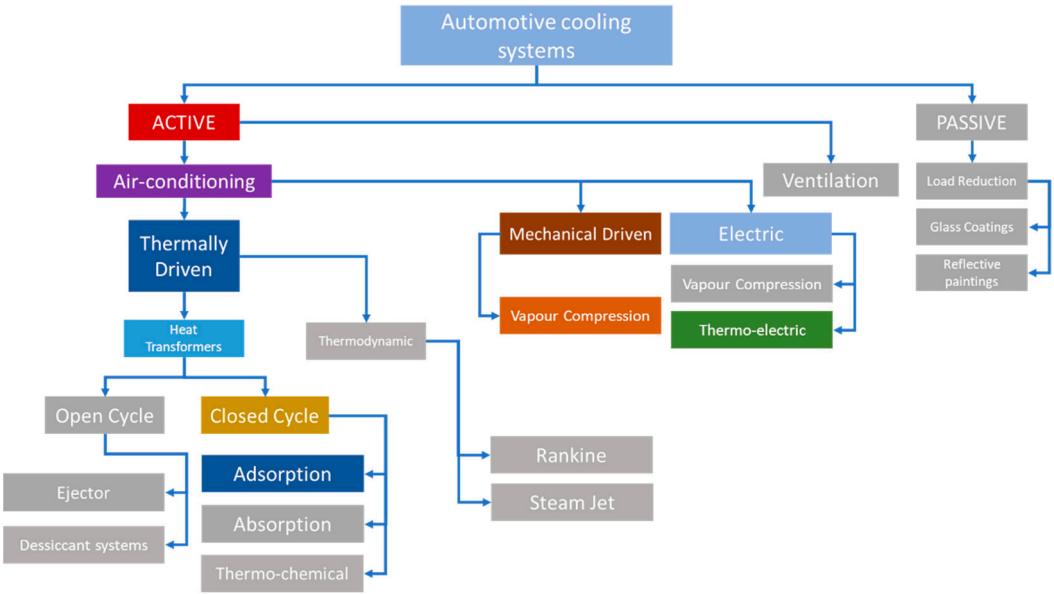 Automotive cooling
systems
ACTIVE
PASSIVE
Air-conditioning
Ventilation
Load Reduction
Thermally
Driven
Mechanical Driven
Electric
Glass Coatings
Vapour Compression
Reflective
paintings
Vapour Compression
Thermo-electric
Heat
Transformers
Thermodynamic
Open Cycle
Closed Cycle
Rankine
Adsorption
Ejector
Steam Jet
Absorption
Dessiccant systems
Thermo-chemical